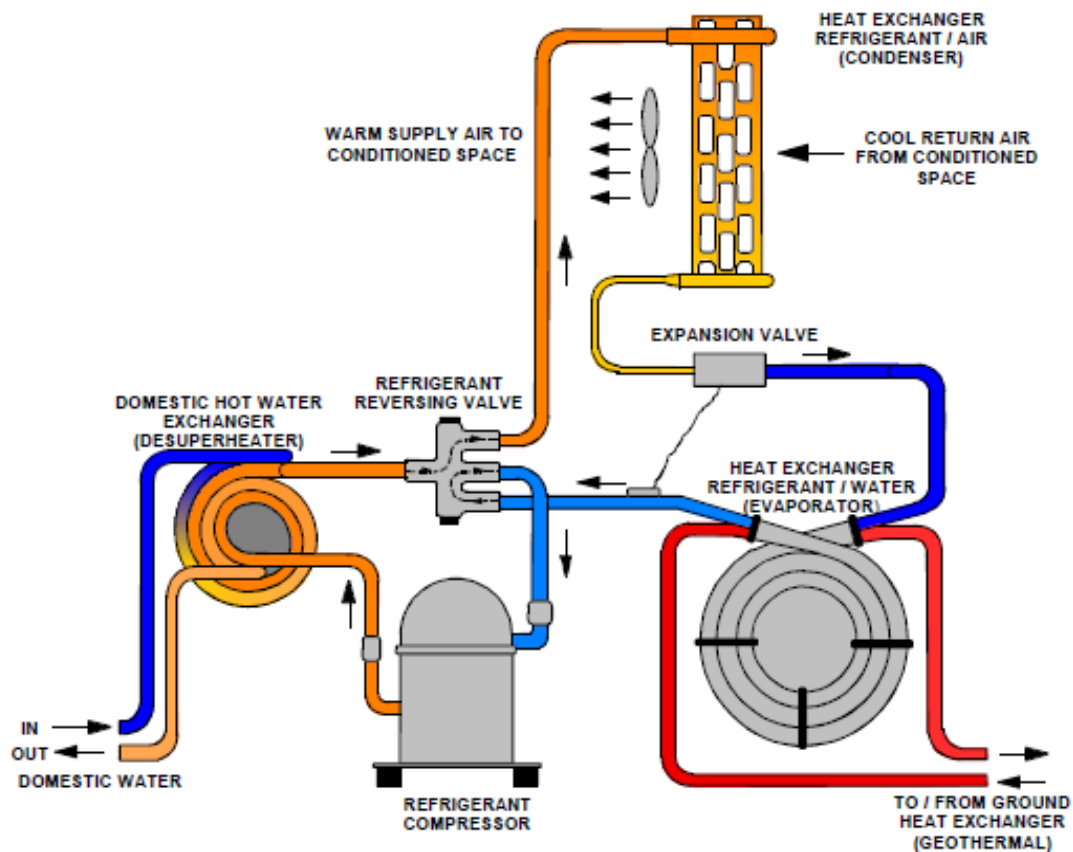 HEAT EXCHANGER
REFRIGERANT / AIR
(CONDENSER)
WARM SUPPLY AIR TO
CONDITIONED SPACE
COOL RETURN AIR
FROM CONDITIONED
SPACE
EXPANSION VALVE
REFRIGERANT
REVERSING VALVE
DOMESTIC HOT WATER
EXCHANGER
(DESUPERHEATER)
HEAT EXCHANGER
REFRIGERANT / WATER
(EVAPORATOR)
IN
OUT
DOMESTIC WATER
REFRIGERANT
COMPRESSOR
TO / FROM GROUND
HEAT EXCHANGER
(GEOTHERMAL)